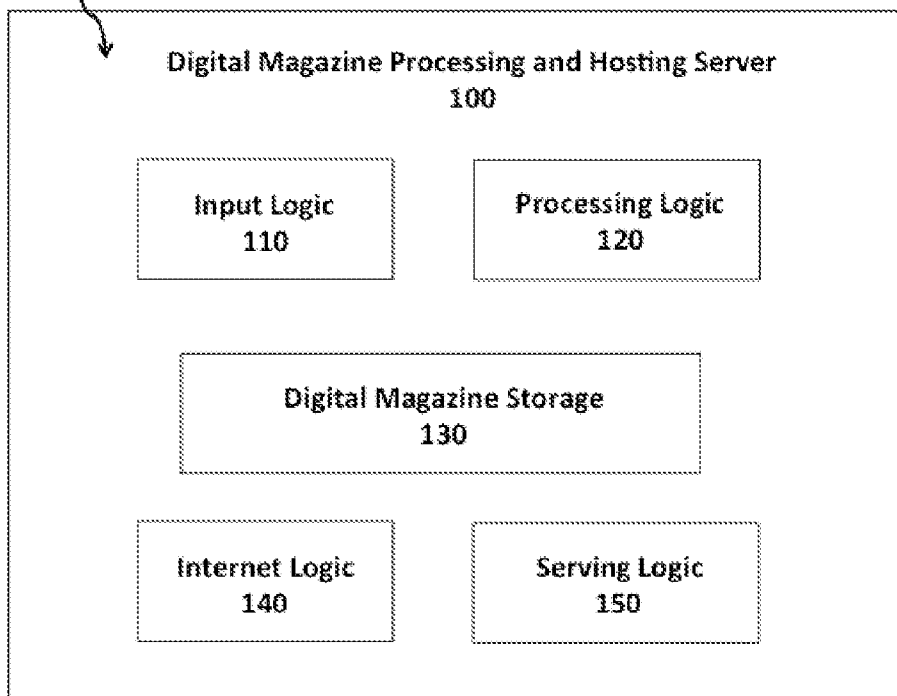 Digital Magazine Processing and Hosting Server
100
Input Logic
110
Processing Logic
120
Digital Magazine Storage
130
Internet Logic
140
Serving Logic
150